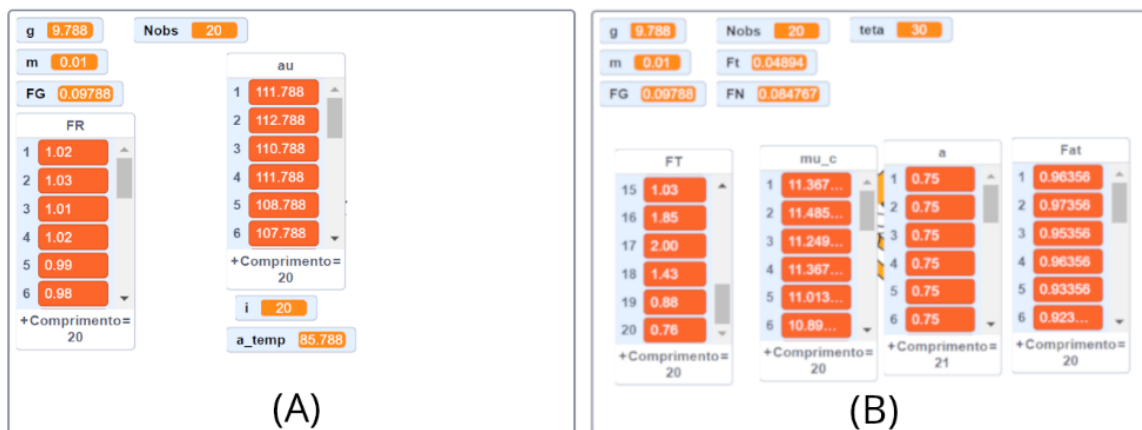 g 9.788
Nobs 20
m 0.01
FG 0.09788
FR
1 1.02
2 1.03
3 1.01
4 1.02
5 0.99
6 0.98
+Comprimento=
20
au
1 111.788
2 112.788
3 110.788
4 111.788
5 108.788
6 107.788
+Comprimento=
20
i 20
a_temp 85.788
(A)
g 9.788
Nobs 20
teta 30
m 0.01
Ft 0.04894
FG 0.09788
FN 0.084767
FT
15 1.03
16 1.85
17 2.00
18 1.43
19 0.88
20 0.76
+Comprimento=
20
mu_c
1 11.367...
2 11.485...
3 11.249...
4 11.367...
5 11.013...
6 10.89...
+Comprimento=
20
a
1 0.75
2 0.75
3 0.75
4 0.75
5 0.75
6 0.75
+Comprimento=
21
Fat
1 0.96356
2 0.97356
3 0.95356
4 0.96356
5 0.93356
6 0.923...
+Comprimento=
20
(B)